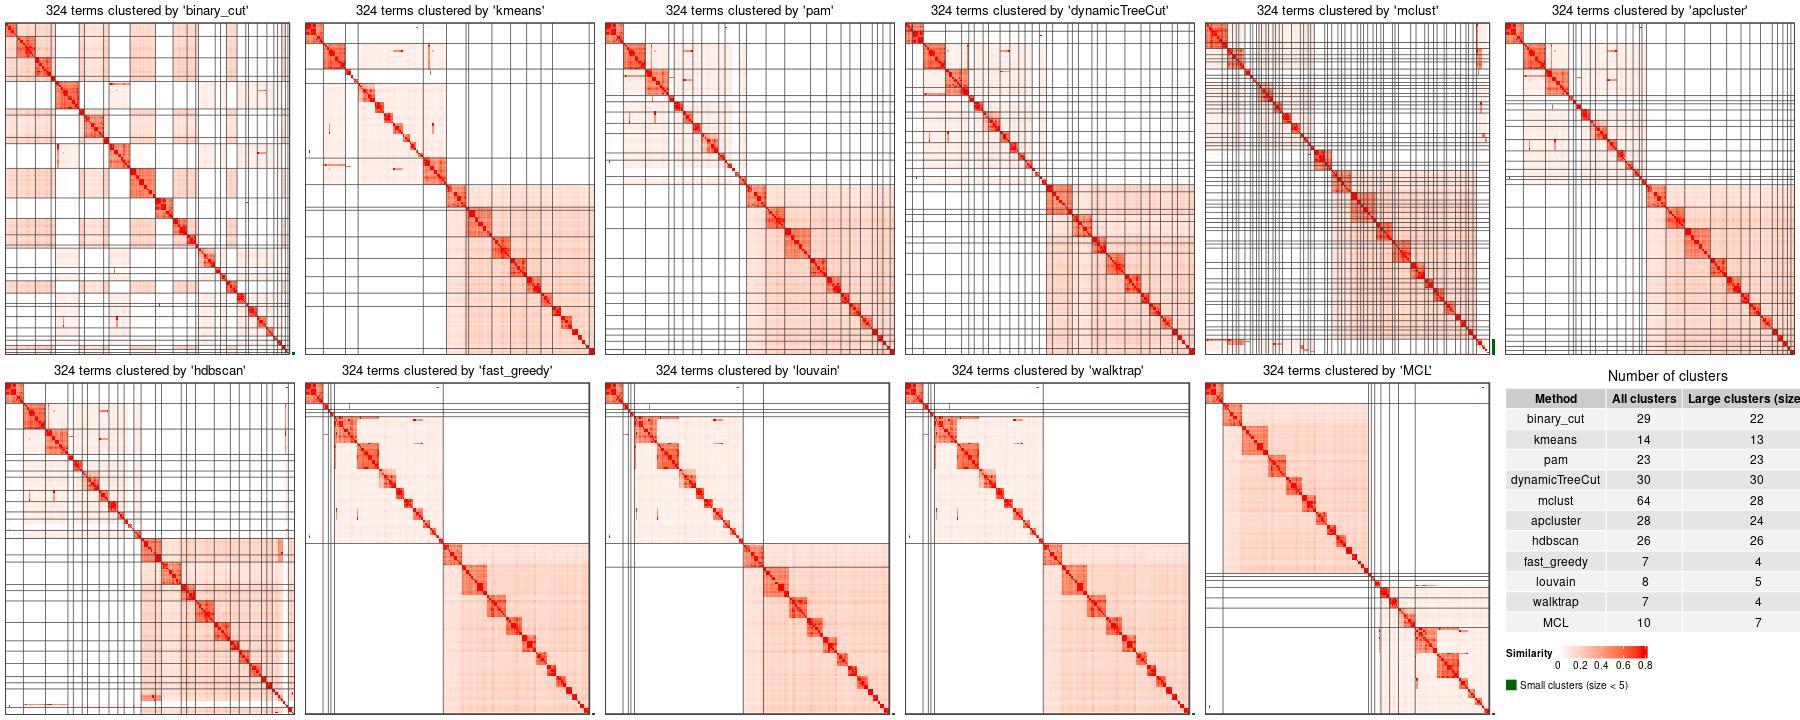 324 terms clustered by 'binary_cut'
324 terms clustered by 'kmeans'
324 terms clustered by 'pam'
324 terms clustered by 'dynamicTreeCut'
324 terms clustered by 'mclust'
324 terms clustered by 'apcluster'
324 terms clustered by 'hdbscan'
324 terms clustered by 'fast_greedy'
324 terms clustered by 'louvain'
324 terms clustered by 'walktrap'
324 terms clustered by 'MCL'
Number of clusters
Method All clusters Large clusters (size
binary_cut 29 22
kmeans 14 13
pam 23 23
dynamicTreeCut 30 30
mclust 64 28
apcluster 28 24
hdbscan 26 26
fast_greedy 7 4
louvain 8 5
walktrap 7 4
MCL 10 7
Similarity
0 0.2 0.4 0.6 0.8
Small clusters (size < 5)